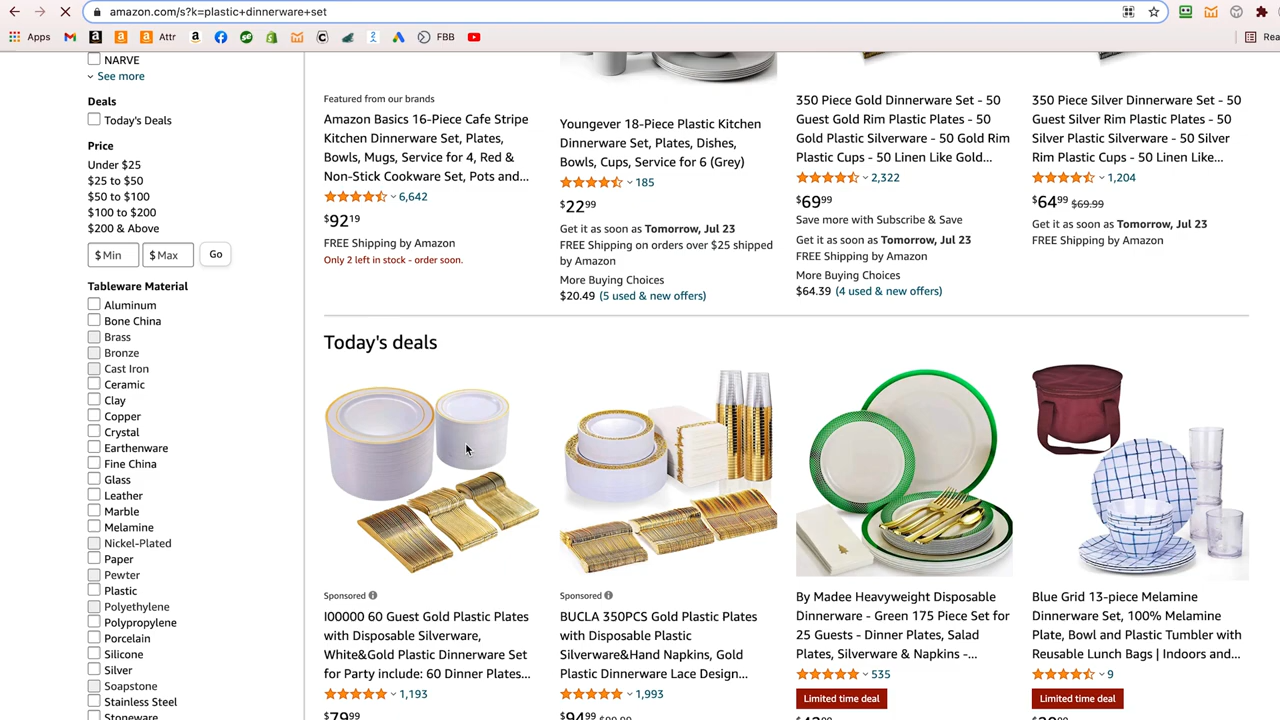 amazon.com/s?k=plastic+dinnerware+set
Apps
Attr
FBB
Rea
NARVE
See more
Deals
Today's Deals
Price
Under $25
$25 to $50
$50 to $100
$100 to $200
$200 & Above
$ Min $ Max Go
Tableware Material
Aluminum
Bone China
Brass
Bronze
Cast Iron
Ceramic
Clay
Copper
Crystal
Earthenware
Fine China
Glass
Leather
Marble
Melamine
Nickel-Plated
Paper
Pewter
Plastic
Polyethylene
Polypropylene
Porcelain
Silicone
Silver
Soapstone
Stainless Steel
Stoneware
Featured from our brands
Amazon Basics 16-Piece Cafe Stripe
Kitchen Dinnerware Set, Plates,
Bowls, Mugs, Service for 4, Red &
Non-Stick Cookware Set, Pots and...
6,642
$92.19
FREE Shipping by Amazon
Only 2 left in stock - order soon.
Youngever 18-Piece Plastic Kitchen
Dinnerware Set, Plates, Dishes,
Bowls, Cups, Service for 6 (Grey)
185
$22.99
Get it as soon as Tomorrow, Jul 23
FREE Shipping on orders over $25 shipped
by Amazon
More Buying Choices
$20.49 (5 used & new offers)
350 Piece Gold Dinnerware Set - 50
Guest Gold Rim Plastic Plates - 50
Gold Plastic Silverware - 50 Gold Rim
Plastic Cups - 50 Linen Like Gold...
2,322
$69.99
Save more with Subscribe & Save
Get it as soon as Tomorrow, Jul 23
FREE Shipping by Amazon
More Buying Choices
$64.39 (4 used & new offers)
350 Piece Silver Dinnerware Set - 50
Guest Silver Rim Plastic Plates - 50
Silver Plastic Silverware - 50 Silver
Rim Plastic Cups - 50 Linen Like...
1,204
$64.99 $69.99
Get it as soon as Tomorrow, Jul 23
FREE Shipping by Amazon
Today's deals
Sponsored
I00000 60 Guest Gold Plastic Plates
with Disposable Silverware,
White&Gold Plastic Dinnerware Set
for Party include: 60 Dinner Plates...
1,193
$79.99
Sponsored
BUCLA 350PCS Gold Plastic Plates
with Disposable Plastic
Silverware&Hand Napkins, Gold
Plastic Dinnerware Lace Design...
1,993
$94.99
By Madee Heavyweight Disposable
Dinnerware - Green 175 Piece Set for
25 Guests - Dinner Plates, Salad
Plates, Silverware & Napkins -...
535
Limited time deal
Blue Grid 13-piece Melamine
Dinnerware Set, 100% Melamine
Plate, Bowl and Plastic Tumbler with
Reusable Lunch Bags | Indoors and...
9
Limited time deal